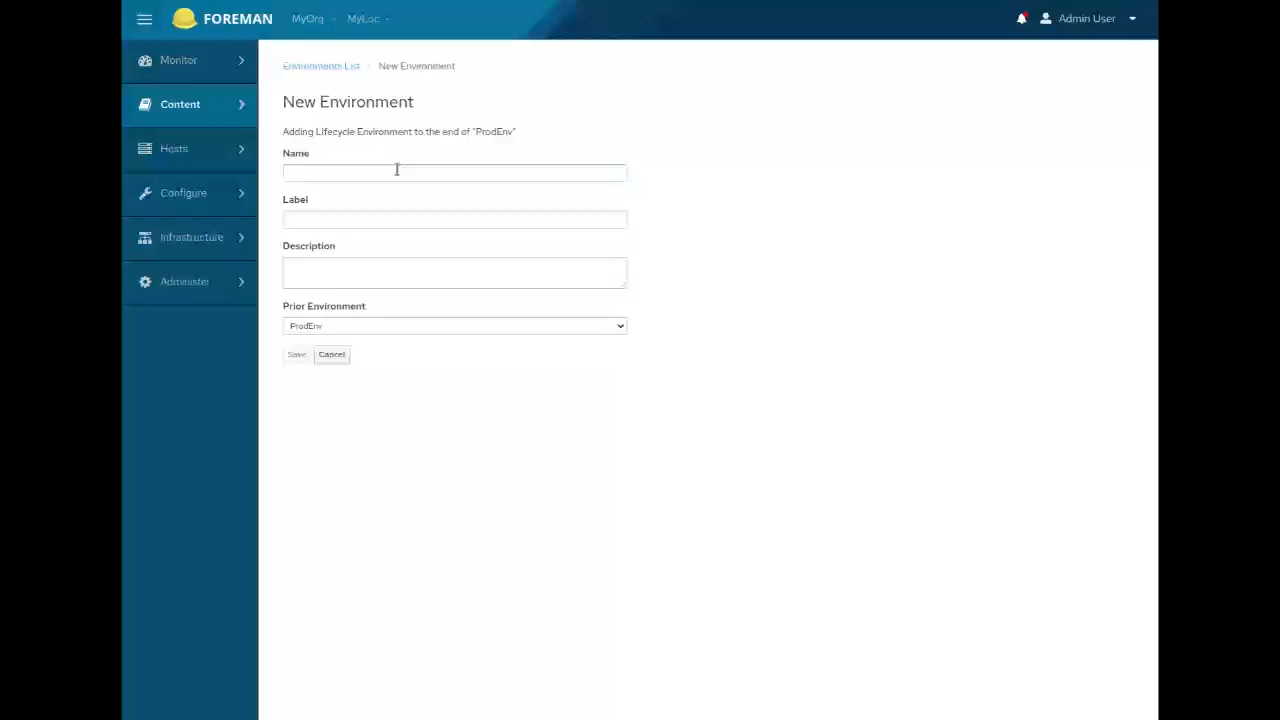 FOREMAN
MyOrg
MyLoc
Admin User
Monitor
Content
Hosts
Configure
Infrastructure
Administer
Environments List / New Environment
New Environment
Adding Lifecycle Environment to the end of "ProdEnv"
Name
Label
Description
Prior Environment
ProdEnv
Save Cancel